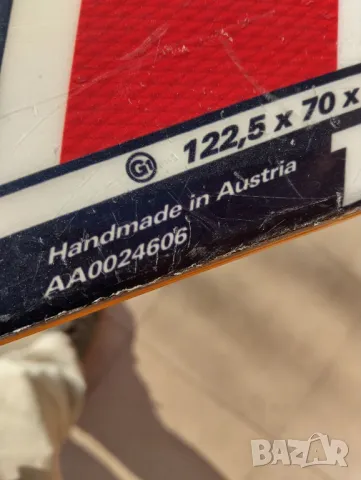 G1 122,5 x 70 x
Handmade in Austria
AA0024606
BAZAR